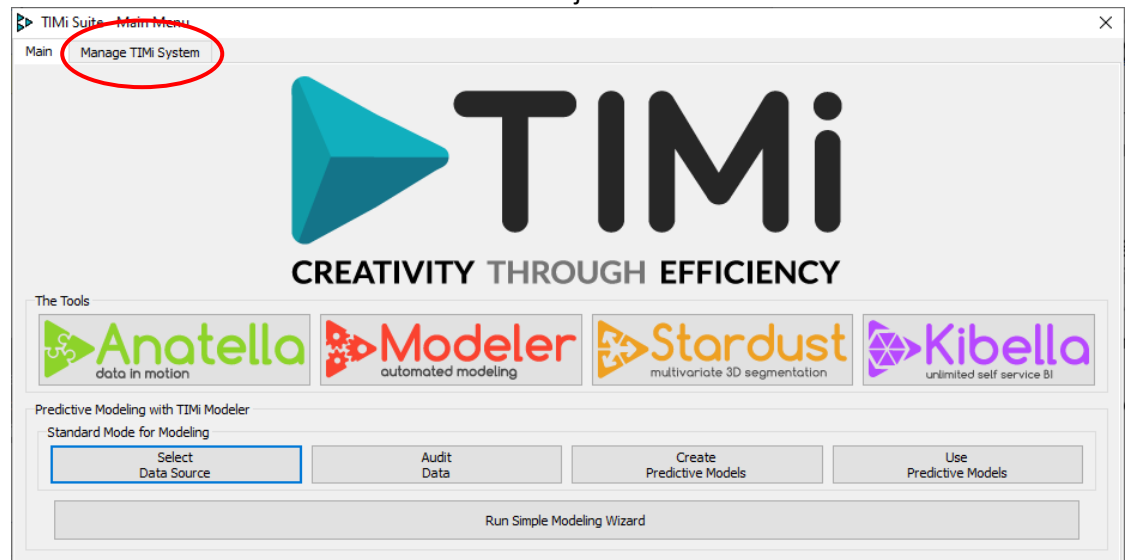 TIMi Suite - Main Menu
Main Manage TIMi System
TIMi
CREATIVITY THROUGH EFFICIENCY
The Tools
Anatella
data in motion
Modeler
automated modeling
Stardust
multivariate 3D segmentation
Kibella
unlimited self service BI
Predictive Modeling with TIMi Modeler
Standard Mode for Modeling
Select
Data Source
Audit
Data
Create
Predictive Models
Use
Predictive Models
Run Simple Modeling Wizard